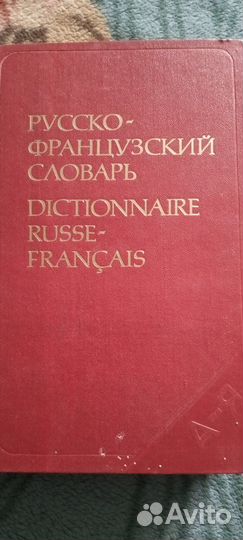 РУССКО-
ФРАНЦУЗСКИЙ
СЛОВАРЬ
DICTIONNAIRE
RUSSE-
FRANÇAIS
А-Я
Avito